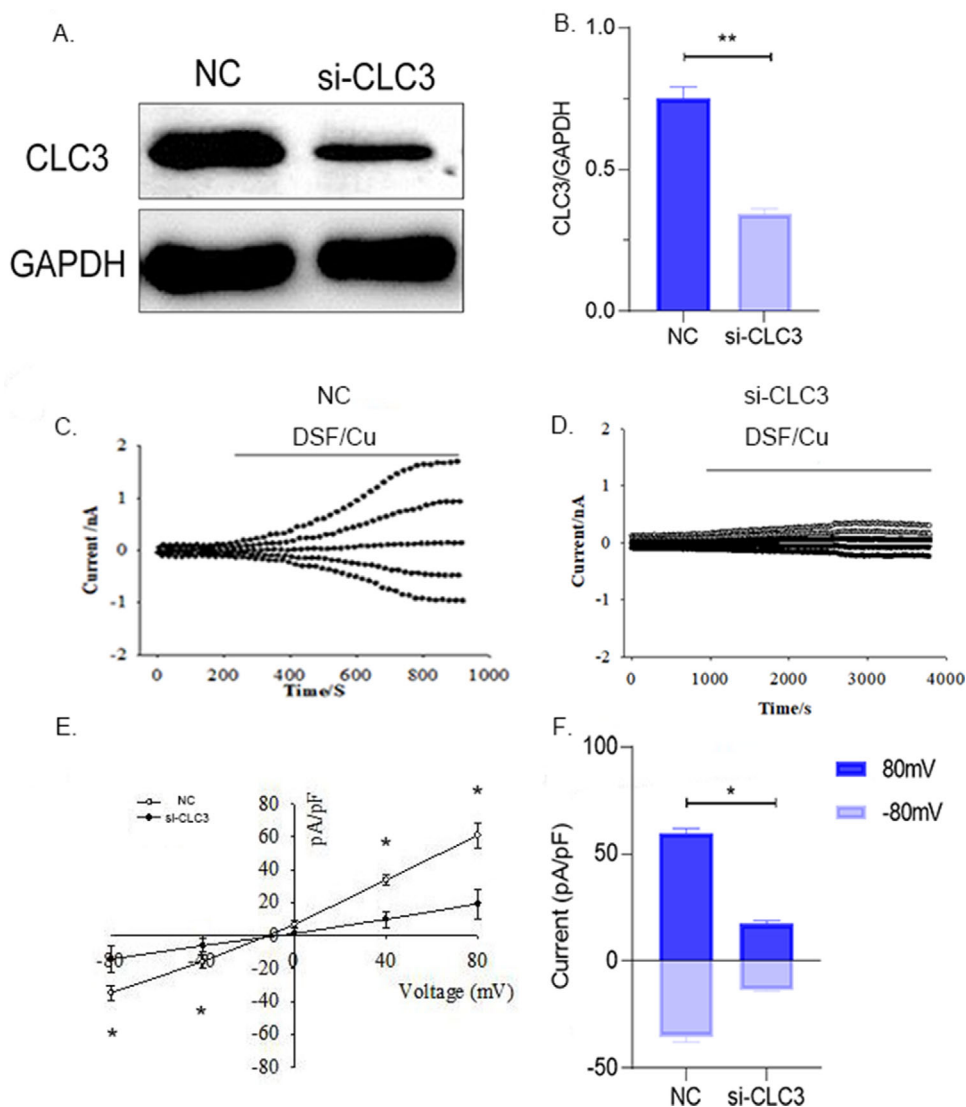 A.
NC si-CLC3
CLC3
GAPDH
B.
1.0
**
CLC3/GAPDH
0.5
0.0
NC si-CLC3
NC
C.
DSF/Cu
2
1
0
-1
-2
Current /nA
0 200 400 600 800 1000
Time/S
si-CLC3
D.
DSF/Cu
2
1
0
-1
-2
Current/nA
0 1000 2000 3000 4000
Time/s
E.
NC
si-CLC3
pA/pF
80
60
40
20
0
-20
-40
-60
-80
-80 -40 0 40 80
Voltage (mV)
* *
* *
F.
100
50
0
-50
Current (pA/pF)
*
80mV
-80mV
NC si-CLC3